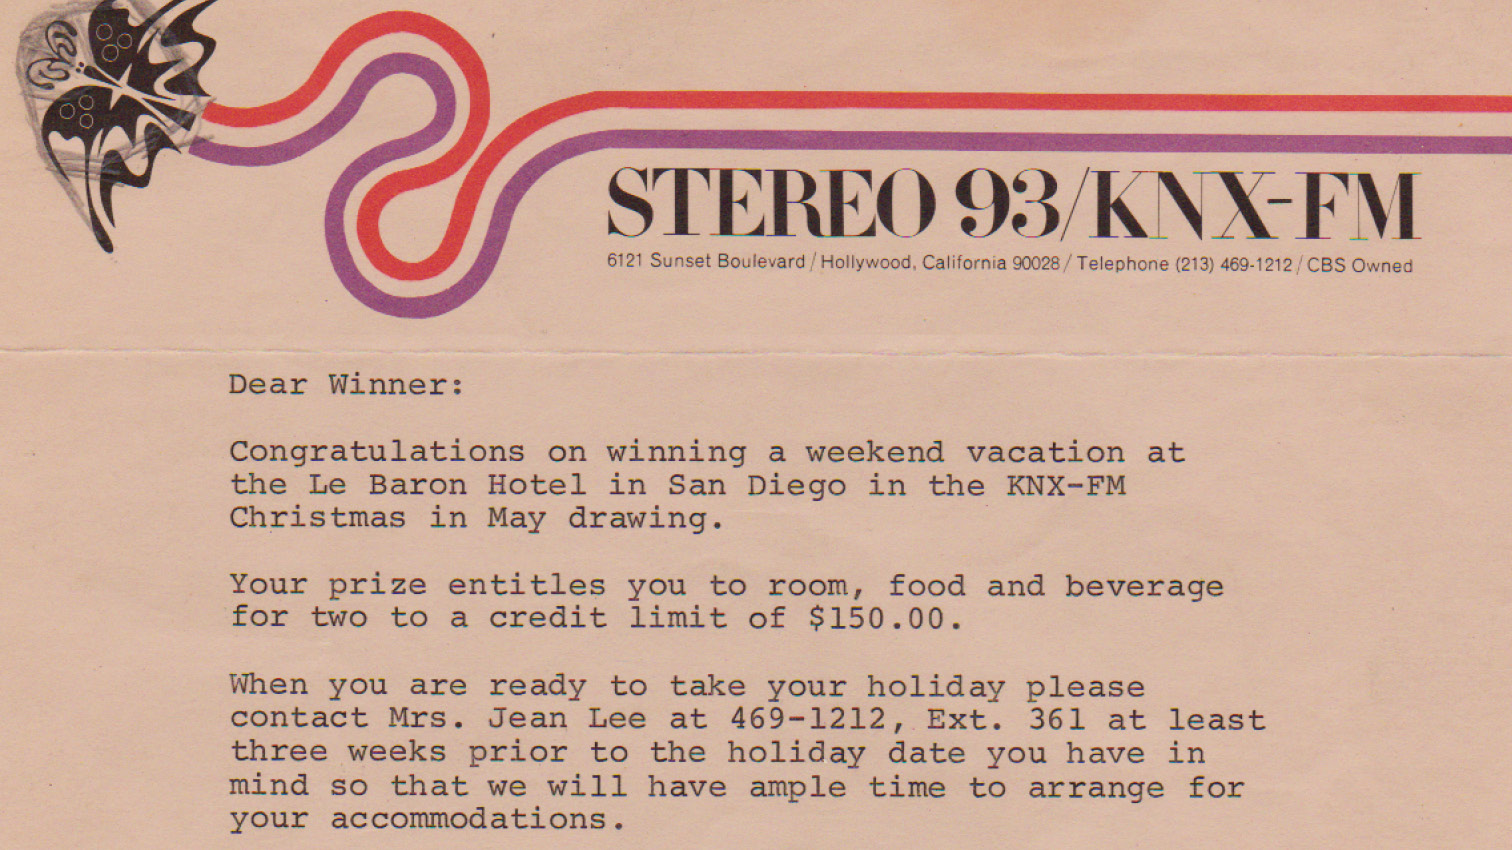 STEREO 93/KNX-FM
6121 Sunset Boulevard / Hollywood, California 90028 / Telephone (213) 469-1212 / CBS Owned
Dear Winner:
Congratulations on winning a weekend vacation at
the Le Baron Hotel in San Diego in the KNX-FM
Christmas in May drawing.
Your prize entitles you to room, food and beverage
for two to a credit limit of $150.00.
When you are ready to take your holiday please
contact Mrs. Jean Lee at 469-1212, Ext. 361 at least
three weeks prior to the holiday date you have in
mind so that we will have ample time to arrange for
your accommodations.